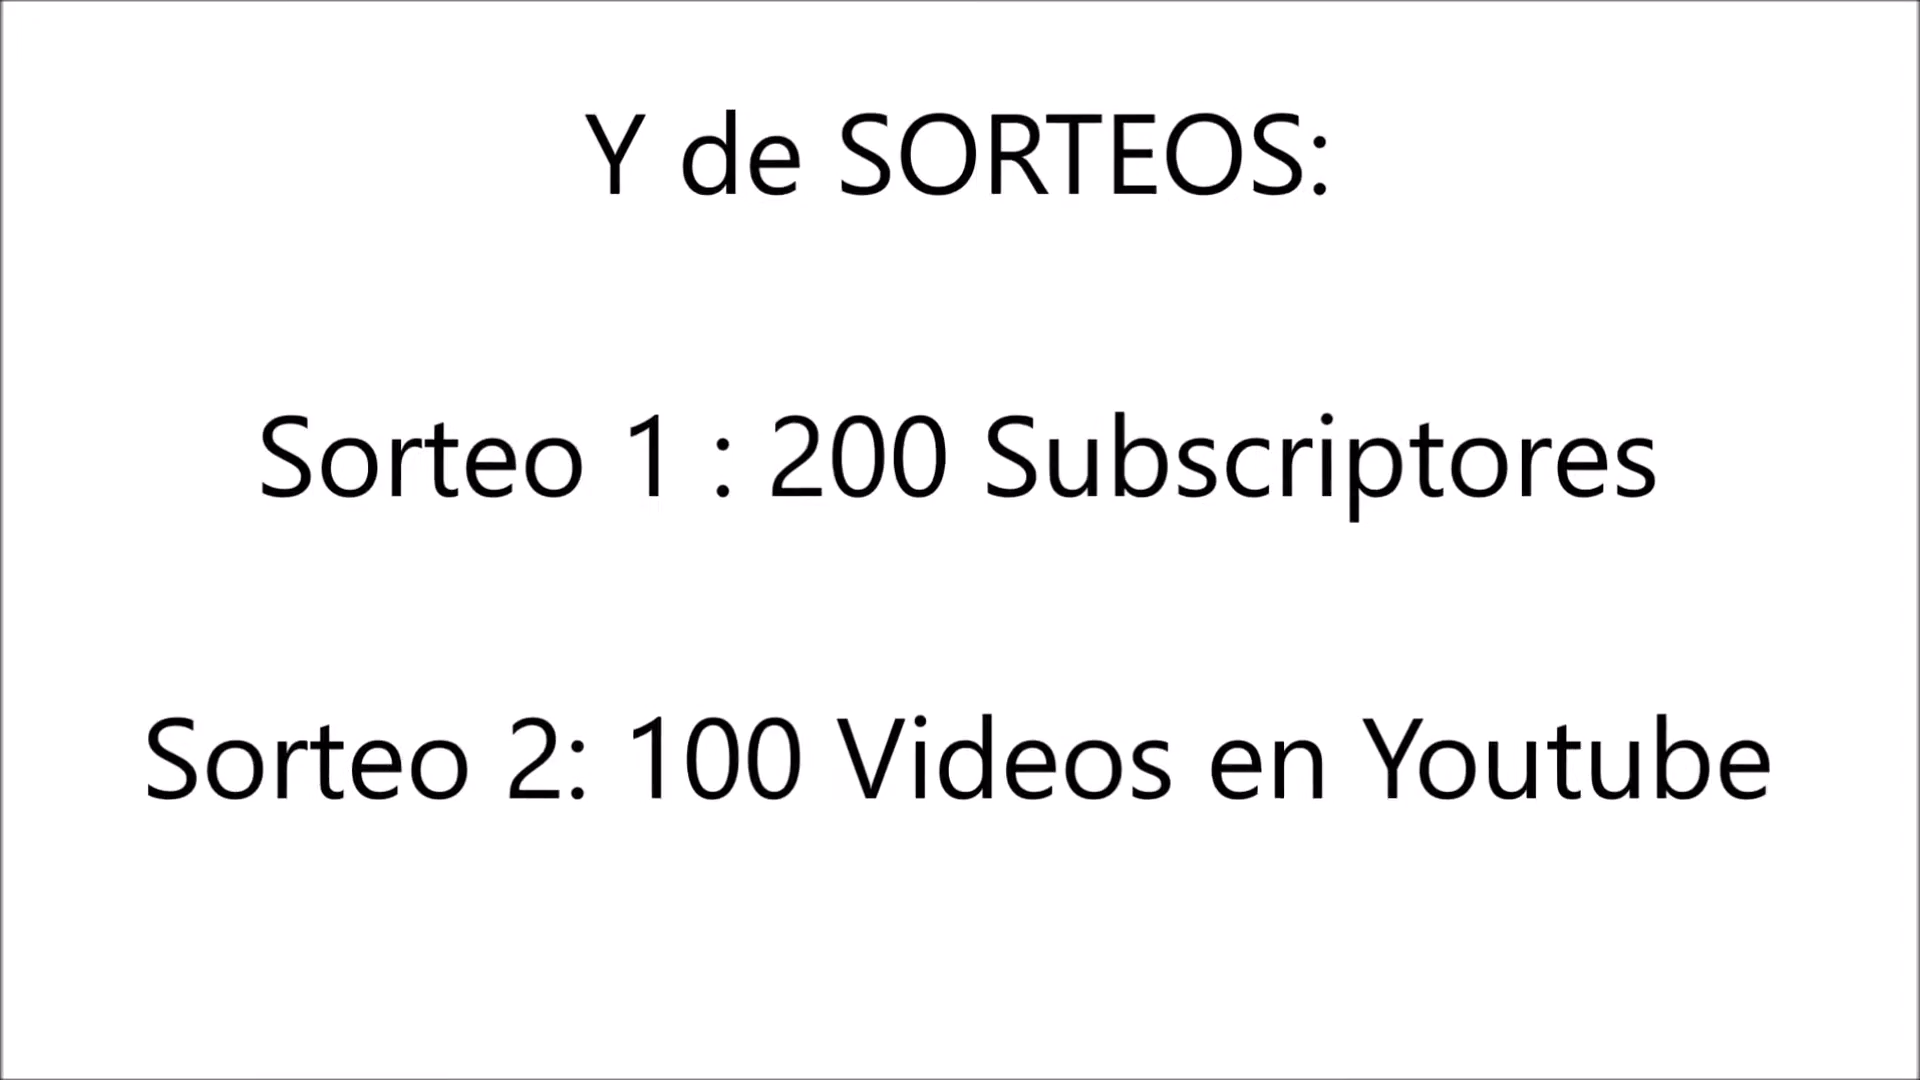 Y de SORTEOS:
Sorteo 1 : 200 Subscriptores
Sorteo 2: 100 Videos en Youtube